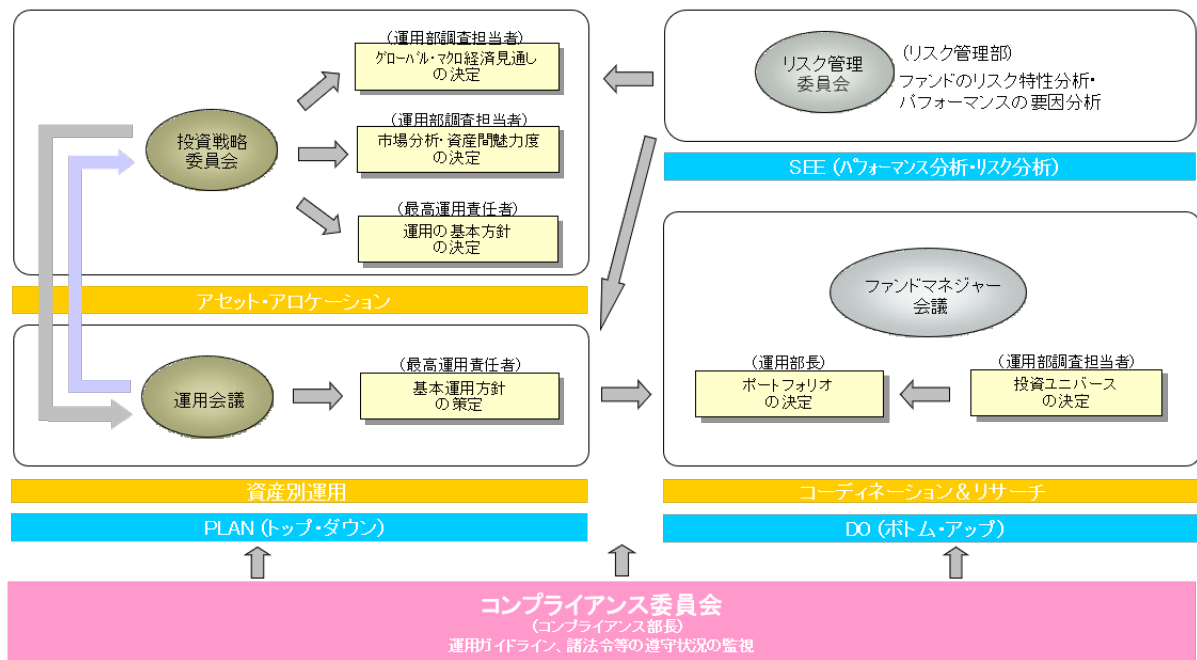 (運用部調査担当者)
グローバル・マクロ経済見通し
の決定
投資戦略
委員会
(運用部調査担当者)
市場分析・資産間魅力度
の決定
(最高運用責任者)
運用の基本方針
の決定
アセット・アロケーション
リスク管理
委員会
(リスク管理部)
ファンドのリスク特性分析・
パフォーマンスの要因分析
SEE (パフォーマンス分析・リスク分析)
運用会議
(最高運用責任者)
基本運用方針
の策定
資産別運用
PLAN (トップ・ダウン)
ファンドマネジャー
会議
(運用部長)
ポートフォリオ
の決定
(運用部調査担当者)
投資ユニバース
の決定
コーディネーション＆リサーチ
DO (ボトム・アップ)
コンプライアンス委員会
(コンプライアンス部長)
運用ガイドライン、諸法令等の遵守状況の監視